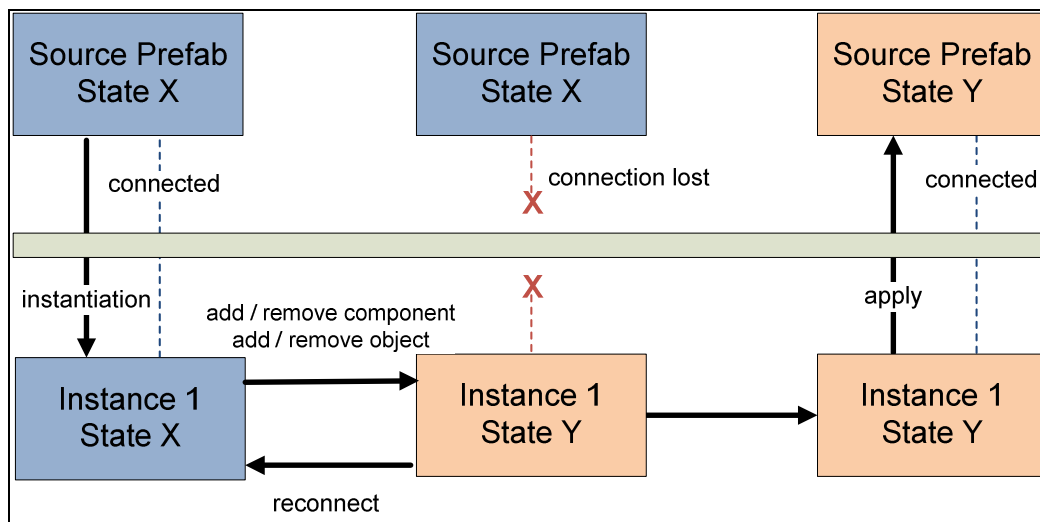 Source Prefab
State X
Source Prefab
State X
Source Prefab
State Y
connected
connection lost
connected
X
X
instantiation
add / remove component
add / remove object
apply
Instance 1
State X
Instance 1
State Y
Instance 1
State Y
reconnect